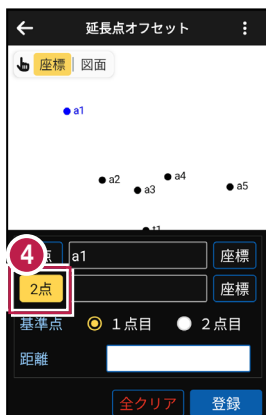 延長点オフセット
座標 図面
a1
a2
a3
a4
a5
4 点 a1 座標
2点 座標
基準点 1点目 2点目
距離
全クリア 登録